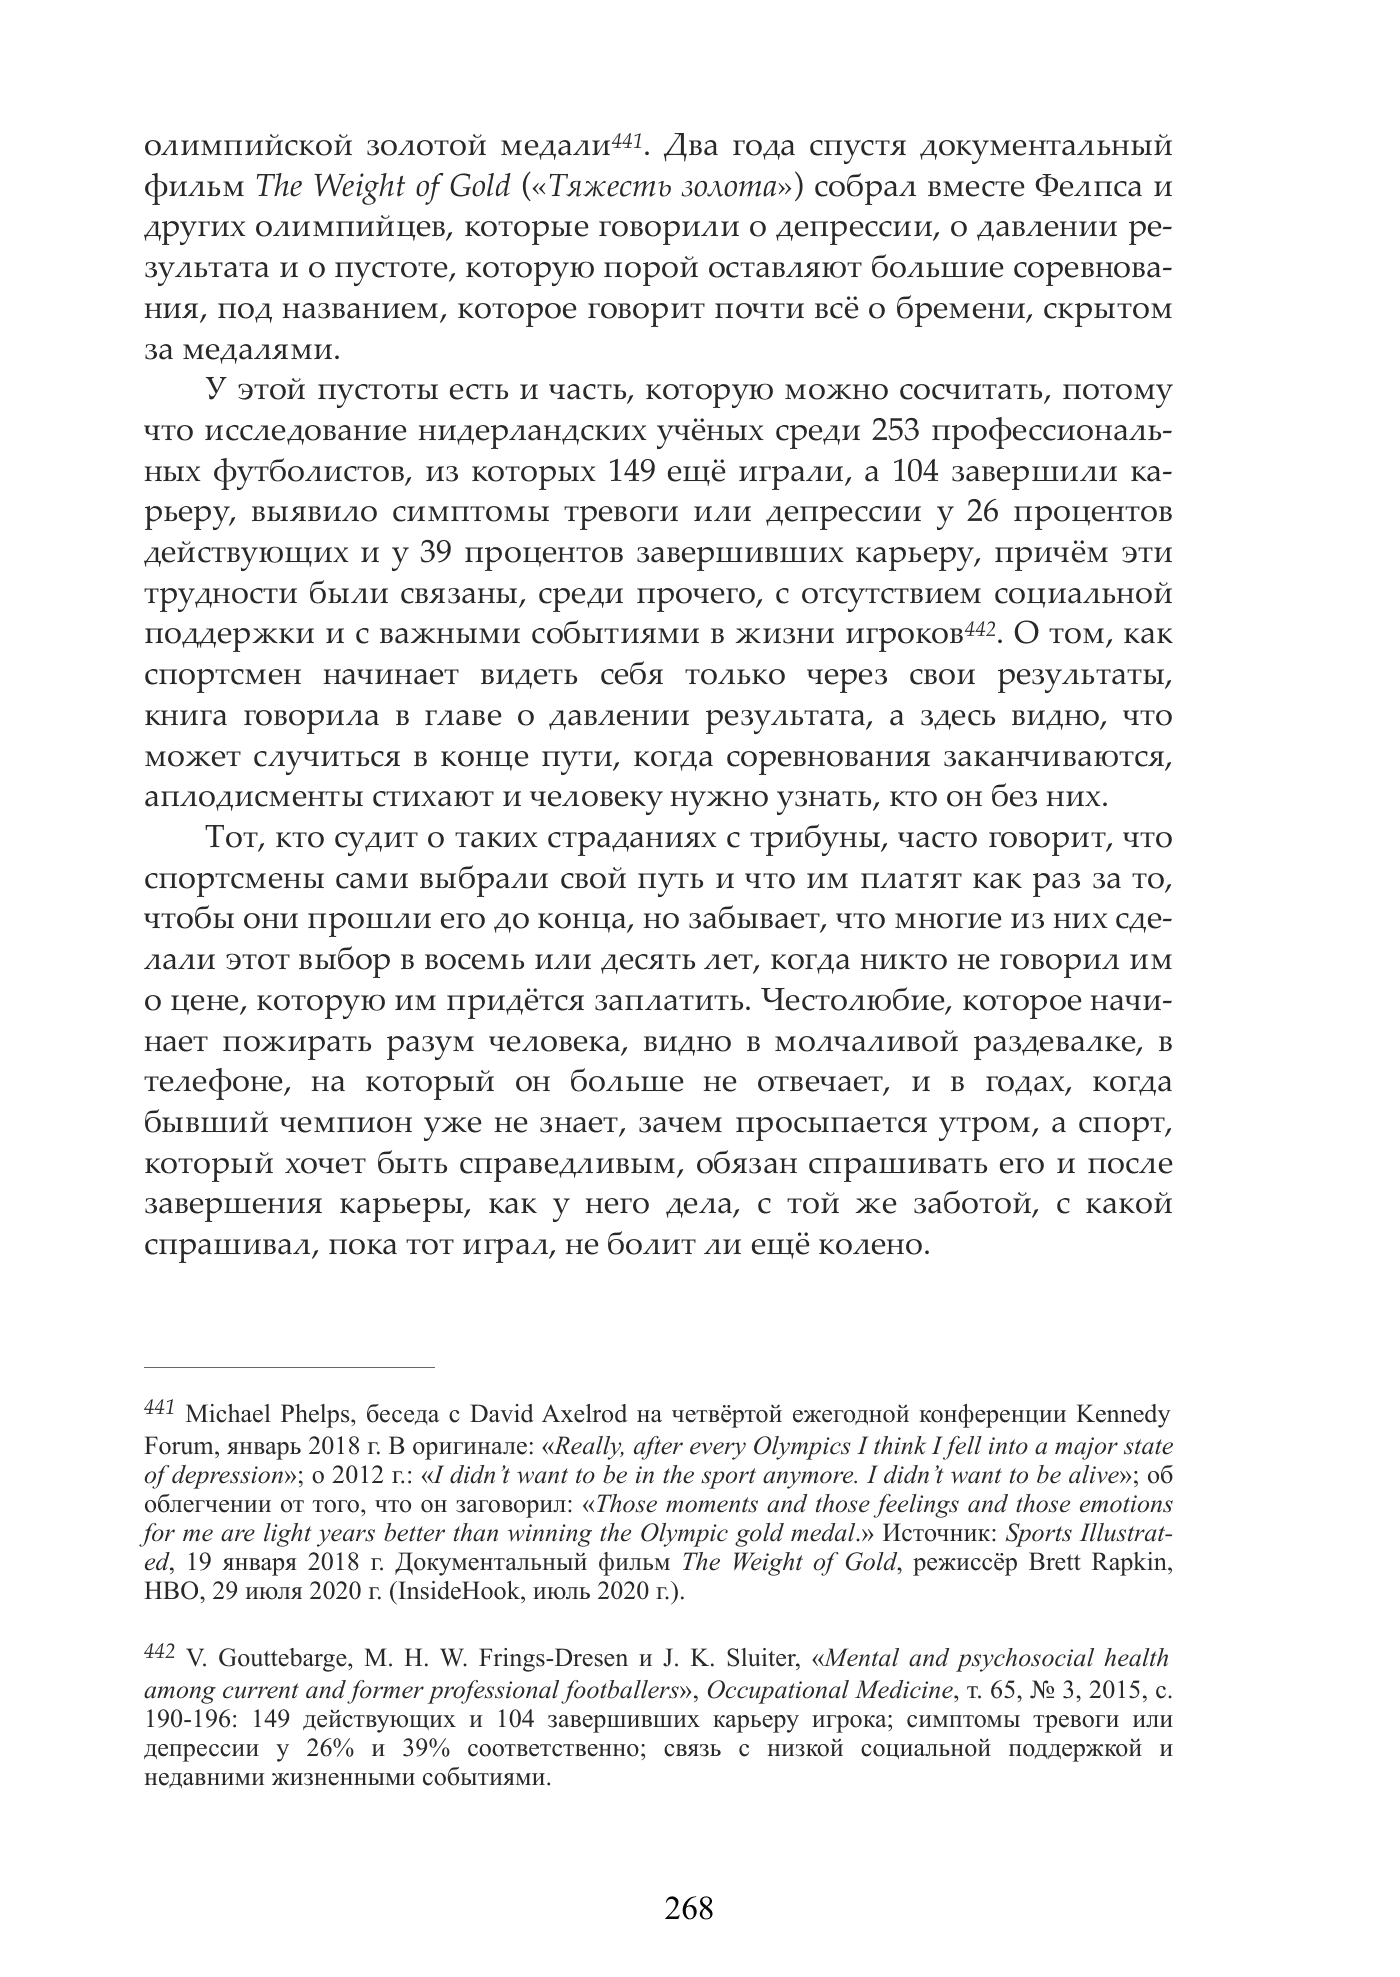 олимпийской золотой медали441. Два года спустя документальный
фильм The Weight of Gold («Тяжесть золота») собрал вместе Фелпса и
других олимпийцев, которые говорили о депрессии, о давлении ре-
зультата и о пустоте, которую порой оставляют большие соревнова-
ния, под названием, которое говорит почти всё о бремени, скрытом
за медалями.
У этой пустоты есть и часть, которую можно сосчитать, потому
что исследование нидерландских учёных среди 253 профессиональ-
ных футболистов, из которых 149 ещё играли, а 104 завершили ка-
рьеру, выявило симптомы тревоги или депрессии у 26 процентов
действующих и у 39 процентов завершивших карьеру, причём эти
трудности были связаны, среди прочего, с отсутствием социальной
поддержки и с важными событиями в жизни игроков442. О том, как
спортсмен начинает видеть себя только через свои результаты,
книга говорила в главе о давлении результата, а здесь видно, что
может случиться в конце пути, когда соревнования заканчиваются,
аплодисменты стихают и человеку нужно узнать, кто он без них.
Тот, кто судит о таких страданиях с трибуны, часто говорит, что
спортсмены сами выбрали свой путь и что им платят как раз за то,
чтобы они прошли его до конца, но забывает, что многие из них сде-
лали этот выбор в восемь или десять лет, когда никто не говорил им
о цене, которую им придётся заплатить. Честолюбие, которое начи-
нает пожирать разум человека, видно в молчаливой раздевалке, в
телефоне, на который он больше не отвечает, и в годах, когда
бывший чемпион уже не знает, зачем просыпается утром, а спорт,
который хочет быть справедливым, обязан спрашивать его и после
завершения карьеры, как у него дела, с той же заботой, с какой
спрашивал, пока тот играл, не болит ли ещё колено.
441 Michael Phelps, беседа с David Axelrod на четвёртой ежегодной конференции Kennedy
Forum, январь 2018 г. В оригинале: «Really, after every Olympics I think I fell into a major state
of depression»; о 2012 г.: «I didn’t want to be in the sport anymore. I didn’t want to be alive»; об
облегчении от того, что он заговорил: «Those moments and those feelings and those emotions
for me are light years better than winning the Olympic gold medal.» Источник: Sports Illustrat-
ed, 19 января 2018 г. Документальный фильм The Weight of Gold, режиссёр Brett Rapkin,
HBO, 29 июля 2020 г. (InsideHook, июль 2020 г.).
442 V. Gouttebarge, M. H. W. Frings-Dresen и J. K. Sluiter, «Mental and psychosocial health
among current and former professional footballers», Occupational Medicine, т. 65, № 3, 2015, с.
190-196: 149 действующих и 104 завершивших карьеру игрока; симптомы тревоги или
депрессии у 26% и 39% соответственно; связь с низкой социальной поддержкой и
недавними жизненными событиями.
268